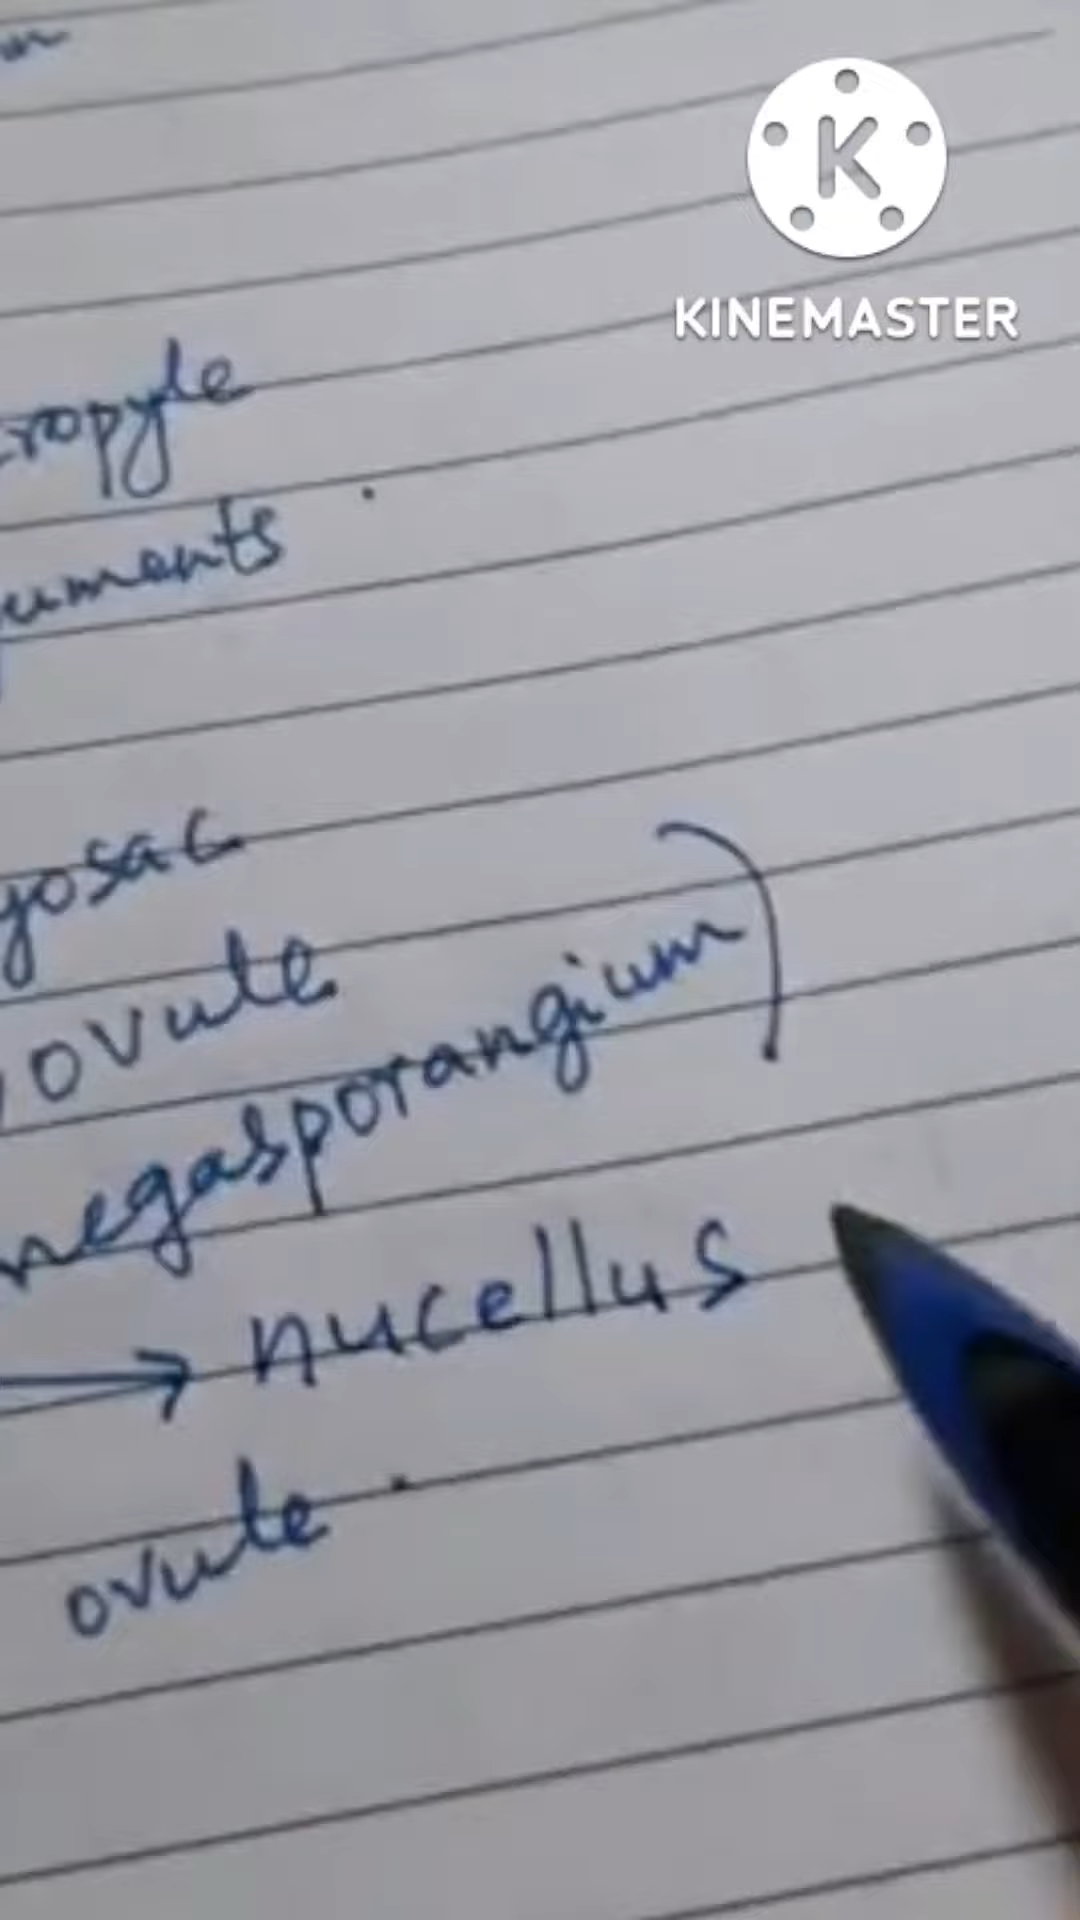 KINEMASTER
ropyle
uments
yosac
ovule
megasporangium)
→ nucellus
ovule